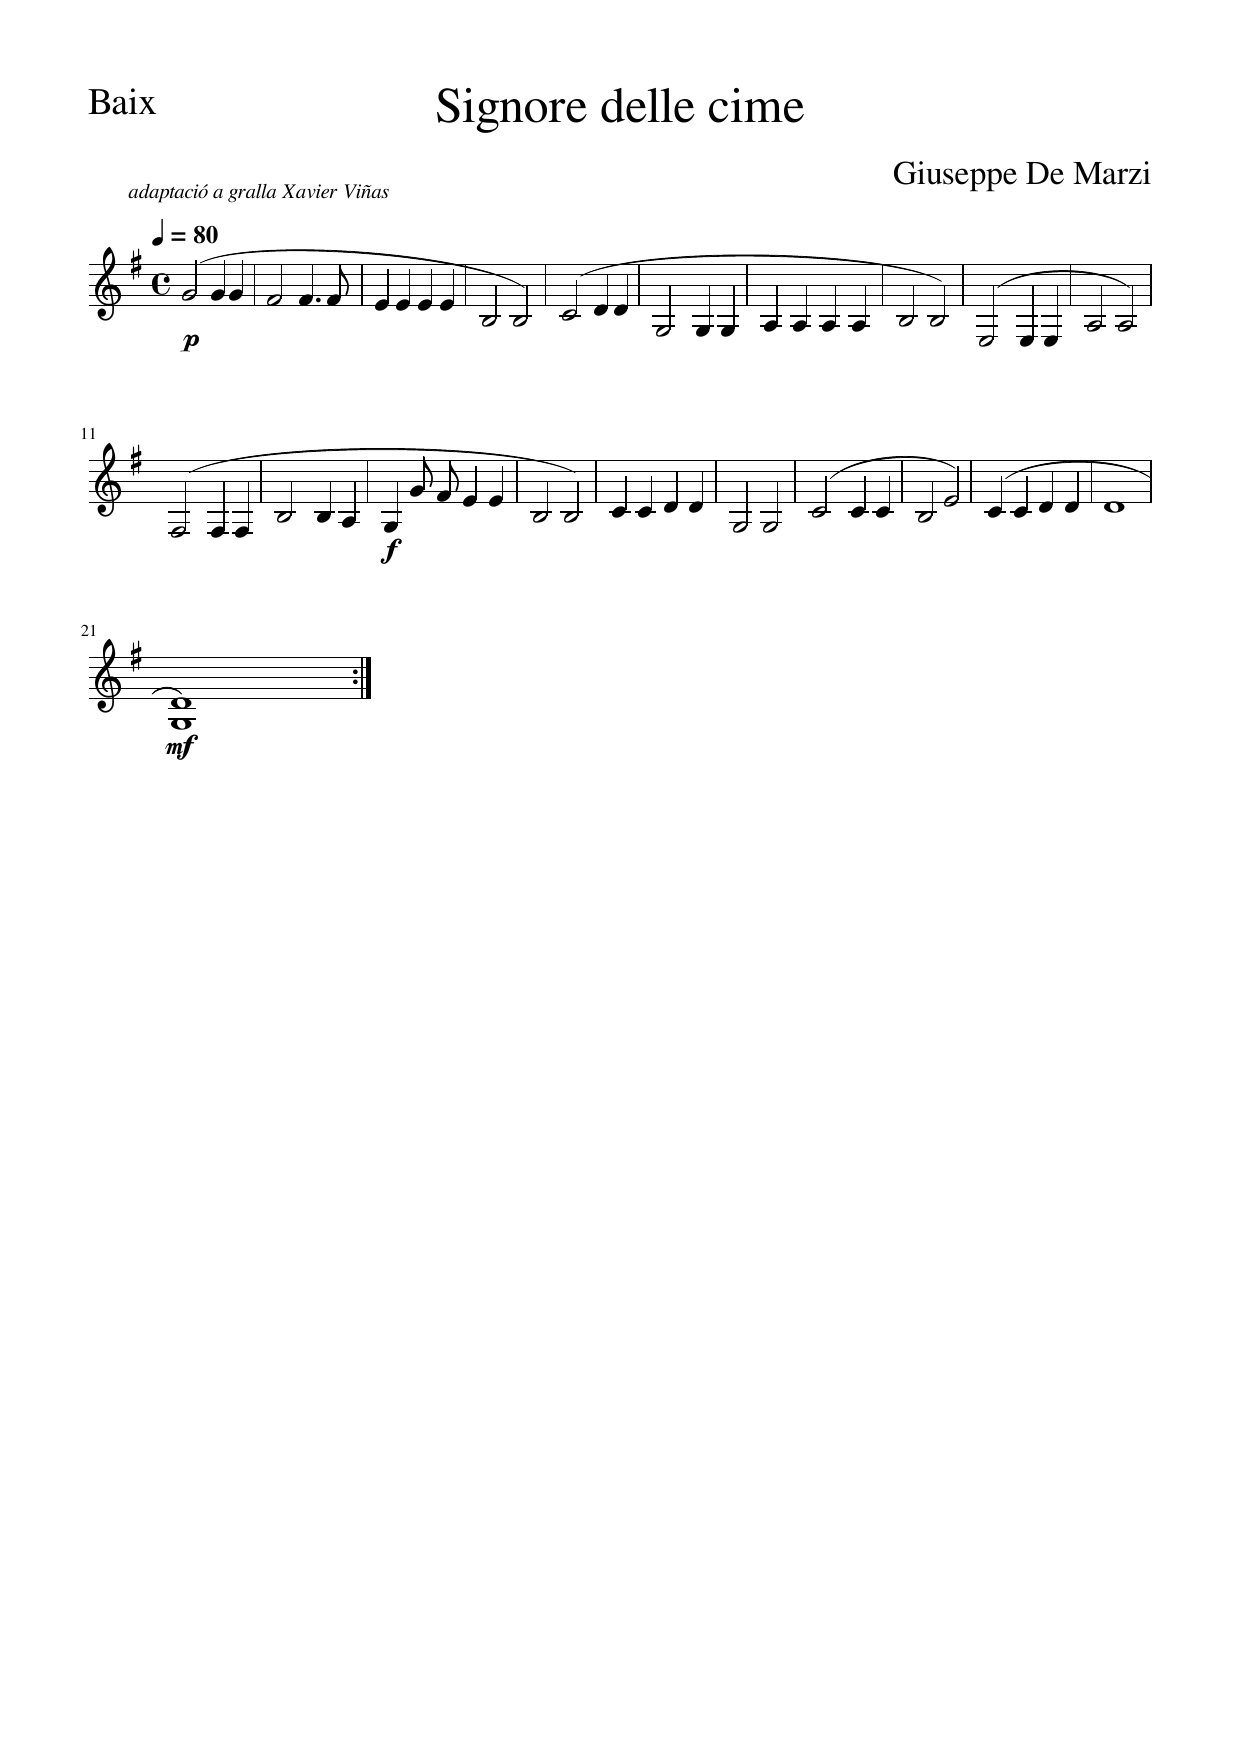 Baix
Signore delle cime
Giuseppe De Marzi
adaptació a gralla Xavier Viñas
= 80
p
11
f
21
mf